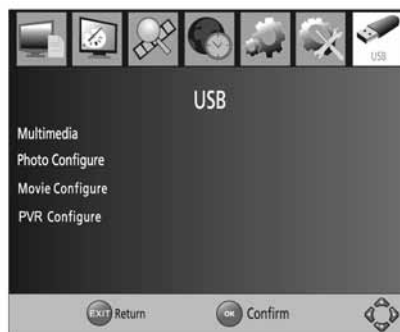 USB
USB
Multimedia
Photo Configure
Movie Configure
PVR Configure
EXIT Return
OK Confirm